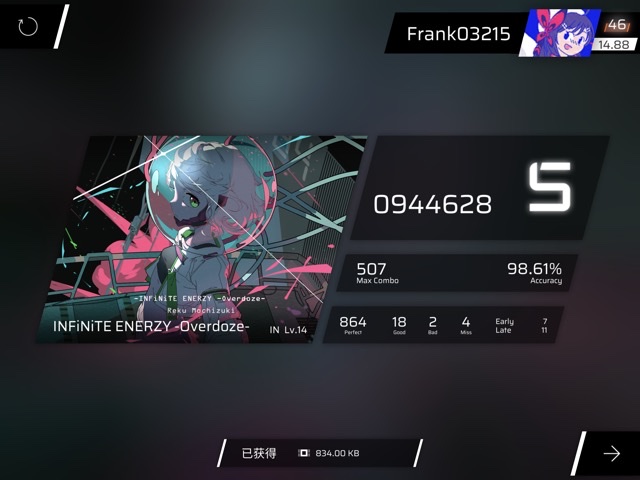 Frank03215
46
14.88
0944628
S
507
Max Combo
98.61%
Accuracy
-INFiNiTE ENERZY -Overdoze-
Reku Mochizuki
INFiNiTE ENERZY -Overdoze-
IN Lv.14
864 18 2 4
Perfect Good Bad Miss
Early 7
Late 11
已获得 834.00 KB